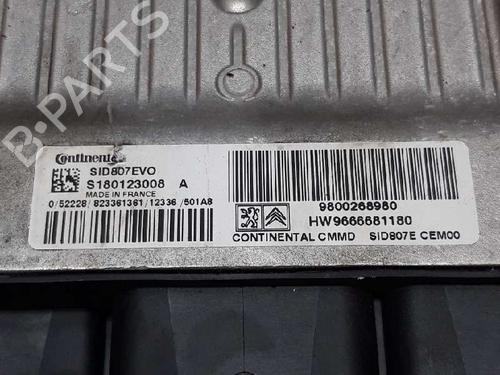 B-PARTS
Continental
SID807EVO
S180123008 A
MADE IN FRANCE
0/52228/823361361/12336/501A8
9800268980
HW9666681180
CONTINENTAL CMMD SID807E CEM00